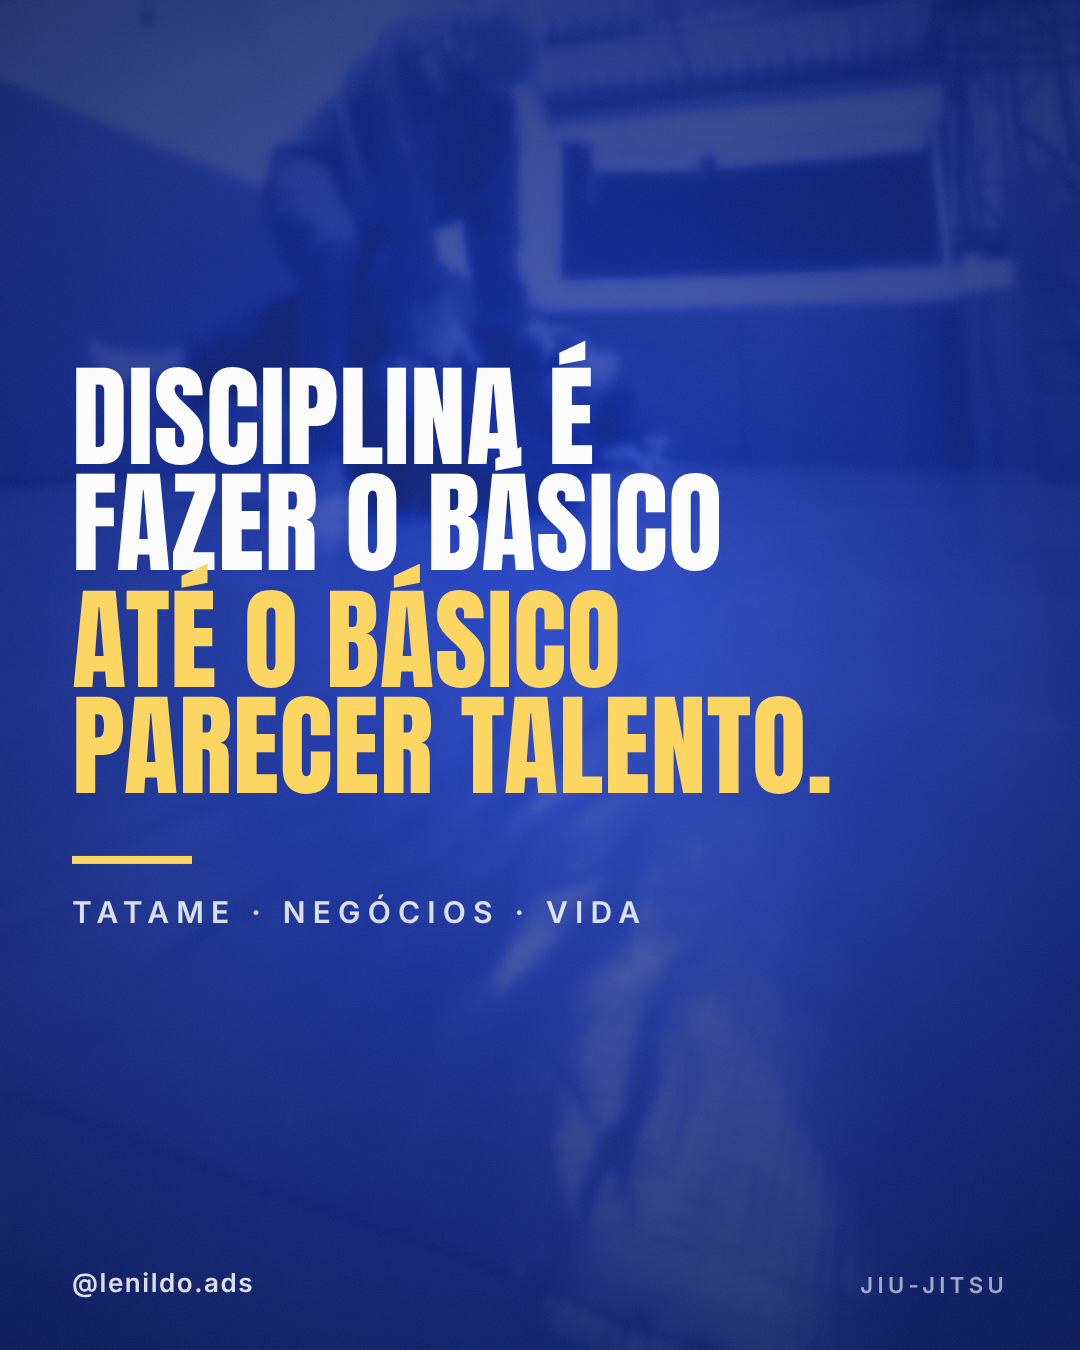 DISCIPLINA É
FAZER O BÁSICO
ATÉ O BÁSICO
PARECER TALENTO.
TATAME · NEGÓCIOS · VIDA
@lenildo.ads
JIU-JITSU